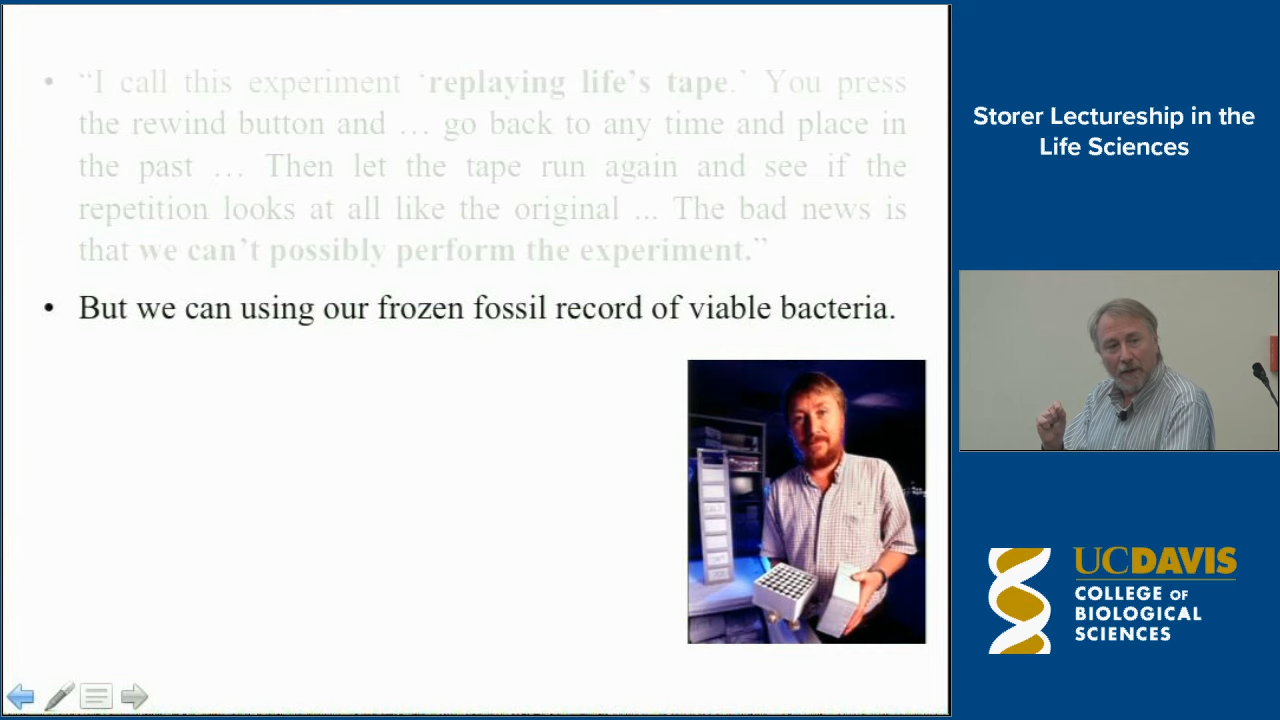 • “I call this experiment ‘replaying life’s tape.’ You press
the rewind button and … go back to any time and place in
the past … Then let the tape run again and see if the
repetition looks at all like the original ... The bad news is
that we can’t possibly perform the experiment.”
• But we can using our frozen fossil record of viable bacteria.
Storer Lectureship in the
Life Sciences
UCDAVIS
COLLEGE OF
BIOLOGICAL
SCIENCES